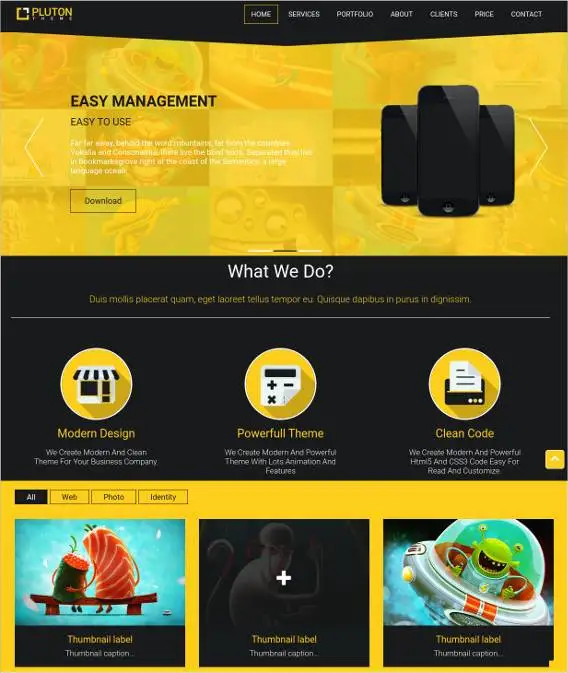 PLUTON
THEME
HOME SERVICES PORTFOLIO ABOUT CLIENTS PRICE CONTACT
EASY MANAGEMENT
EASY TO USE
Far far away, behind the word mountains, far from the countries
Vokalia and Consonantia, there live the blind texts. Separated they live
in Bookmarksgrove right at the coast of the Semantics, a large
language ocean.
Download
What We Do?
Duis mollis placerat quam, eget laoreet tellus tempor eu. Quisque dapibus in purus in dignissim.
Modern Design
We Create Modern And Clean
Theme For Your Business Company
Powerfull Theme
We Create Modern And Powerful
Theme With Lots Animation And
Features
Clean Code
We Create Modern And Powerful
Html5 And CSS3 Code Easy For
Read And Customize.
All Web Photo Identity
Thumbnail label
Thumbnail caption...
Thumbnail label
Thumbnail caption...
Thumbnail label
Thumbnail caption...